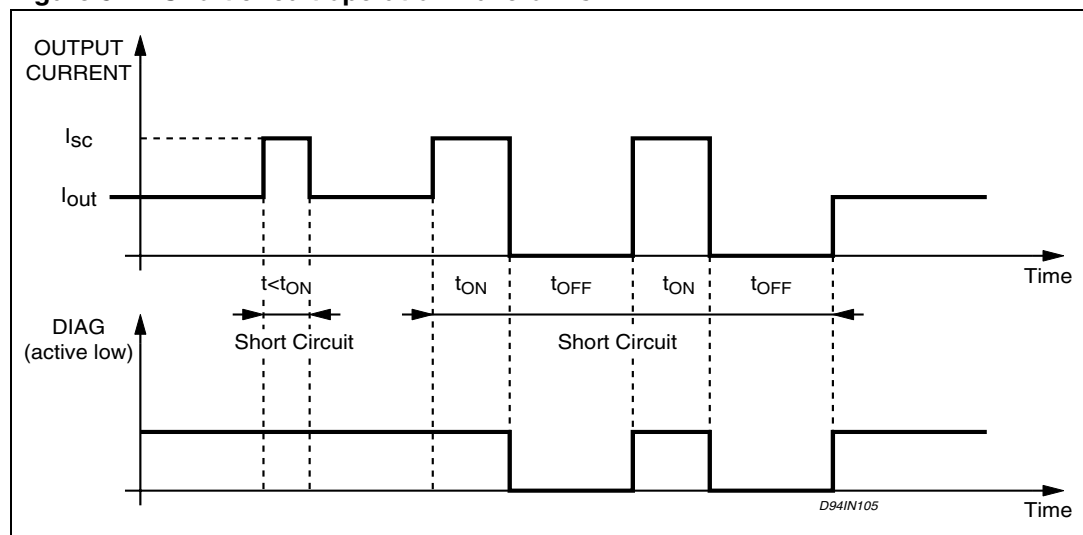 OUTPUT
CURRENT
Isc
Iout
Time
t<tON
tON
tOFF
tON
tOFF
DIAG
(active low)
Short Circuit
Short Circuit
D94IN105
Time